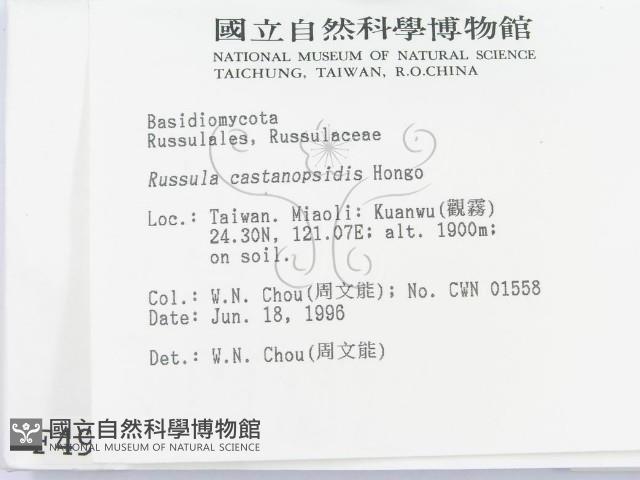 國立自然科學博物館
NATIONAL MUSEUM OF NATURAL SCIENCE
TAICHUNG, TAIWAN, R.O.CHINA
Basidiomycota
Russulales, Russulaceae
Russula castanopsidis Hongo
Loc.: Taiwan. Miaoli: Kuanwu(觀霧)
24.30N, 121.07E; alt. 1900m;
on soil.
Col.: W.N. Chou(周文能); No. CWN 01558
Date: Jun. 18, 1996
Det.: W.N. Chou(周文能)
國立自然科學博物館
NATIONAL MUSEUM OF NATURAL SCIENCE